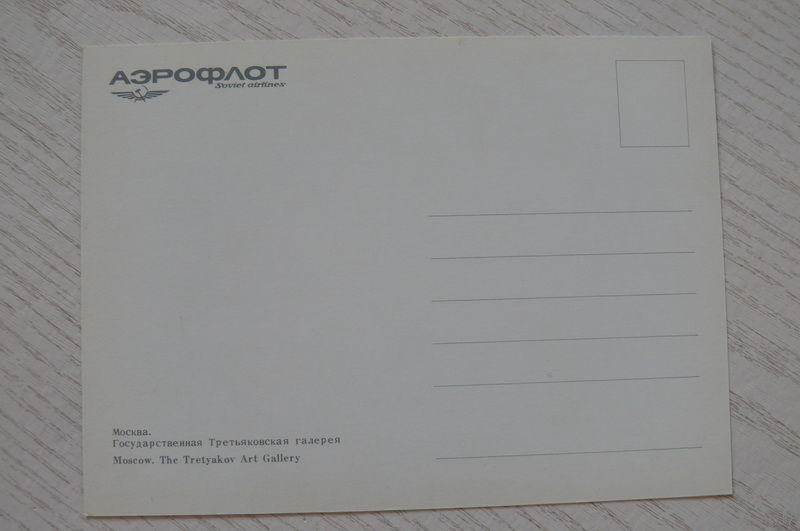 АЭРОФЛОТ
Soviet airlines
Москва.
Государственная Третьяковская галерея
Moscow. The Tretyakov Art Gallery